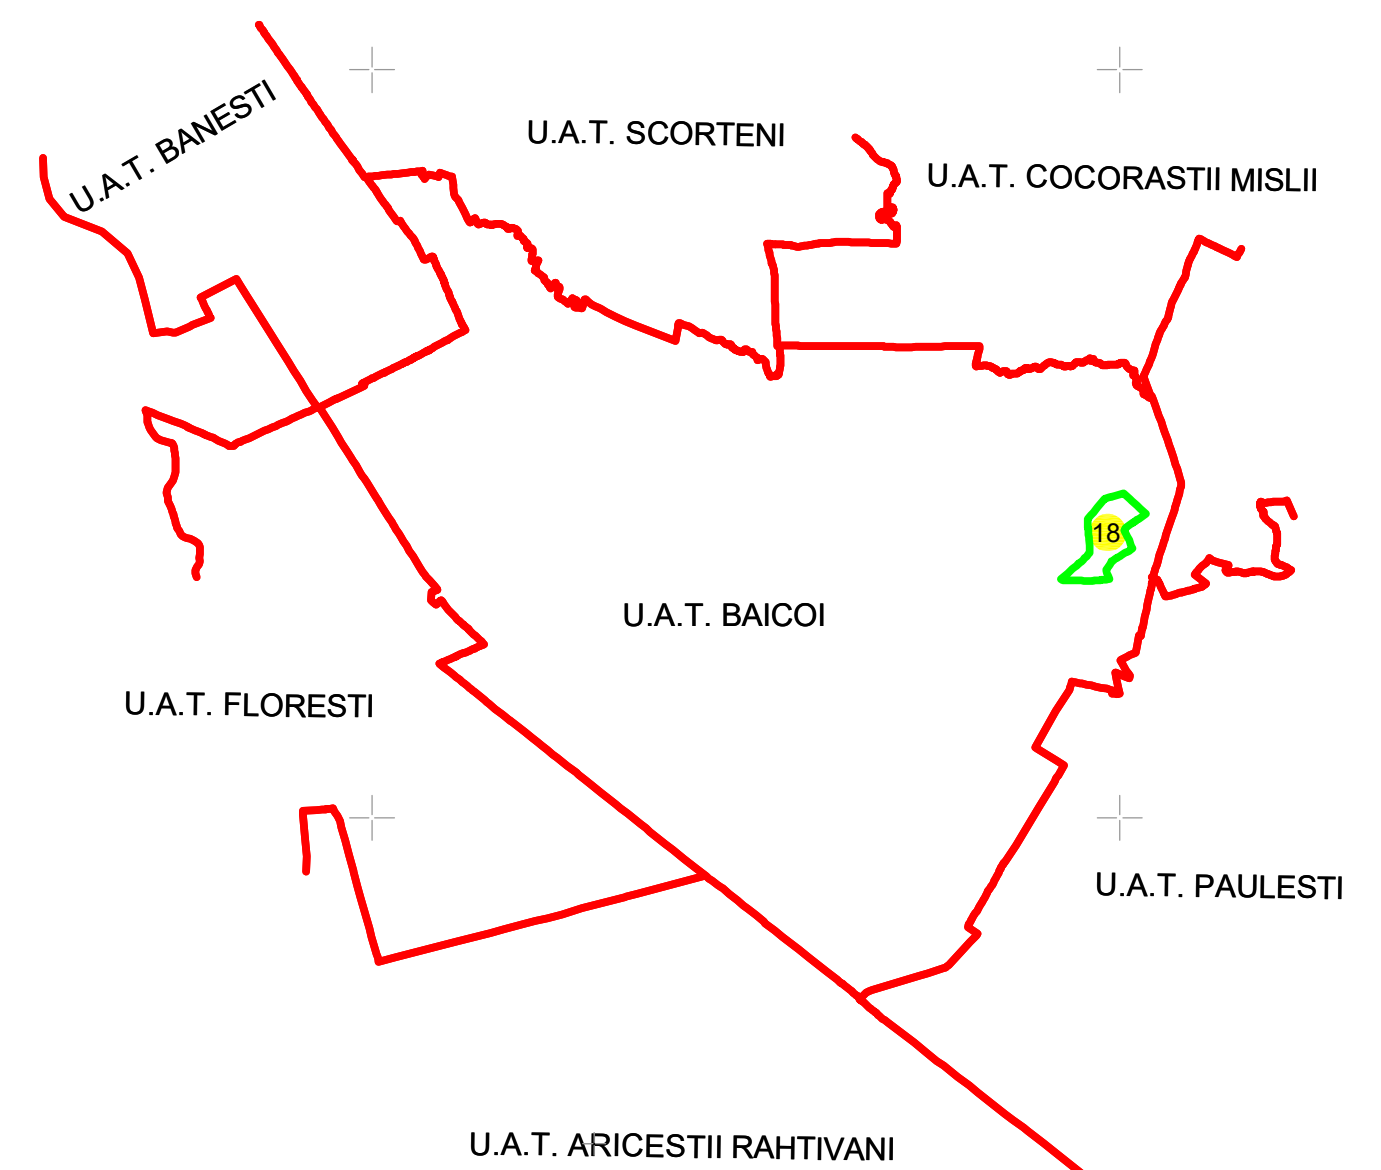 U.A.T. BANESTI
U.A.T. SCORTENI
U.A.T. COCORASTII MISLII
18
U.A.T. BAICOI
U.A.T. FLORESTI
U.A.T. PAULESTI
U.A.T. ARICESTII RAHTIVANI